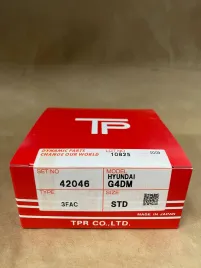 TP
DYNAMIC PARTS
CHANGE OUR WORLD
10825
SET NO
42046
MODEL
HYUNDAI
G4DM
TYPE
3FAC
SIZE
STD
MADE IN JAPAN
TPR CO.,LTD.